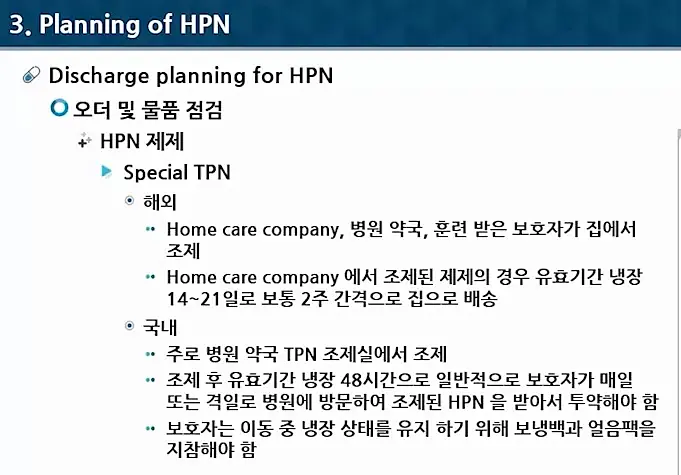 3. Planning of HPN
Discharge planning for HPN
오더 및 물품 점검
HPN 제제
Special TPN
해외
Home care company, 병원 약국, 훈련 받은 보호자가 집에서
조제
Home care company 에서 조제된 제제의 경우 유효기간 냉장
14~21일로 보통 2주 간격으로 집으로 배송
국내
주로 병원 약국 TPN 조제실에서 조제
조제 후 유효기간 냉장 48시간으로 일반적으로 보호자가 매일
또는 격일로 병원에 방문하여 조제된 HPN 을 받아서 투약해야 함
보호자는 이동 중 냉장 상태를 유지 하기 위해 보냉백과 얼음팩을
지참해야 함